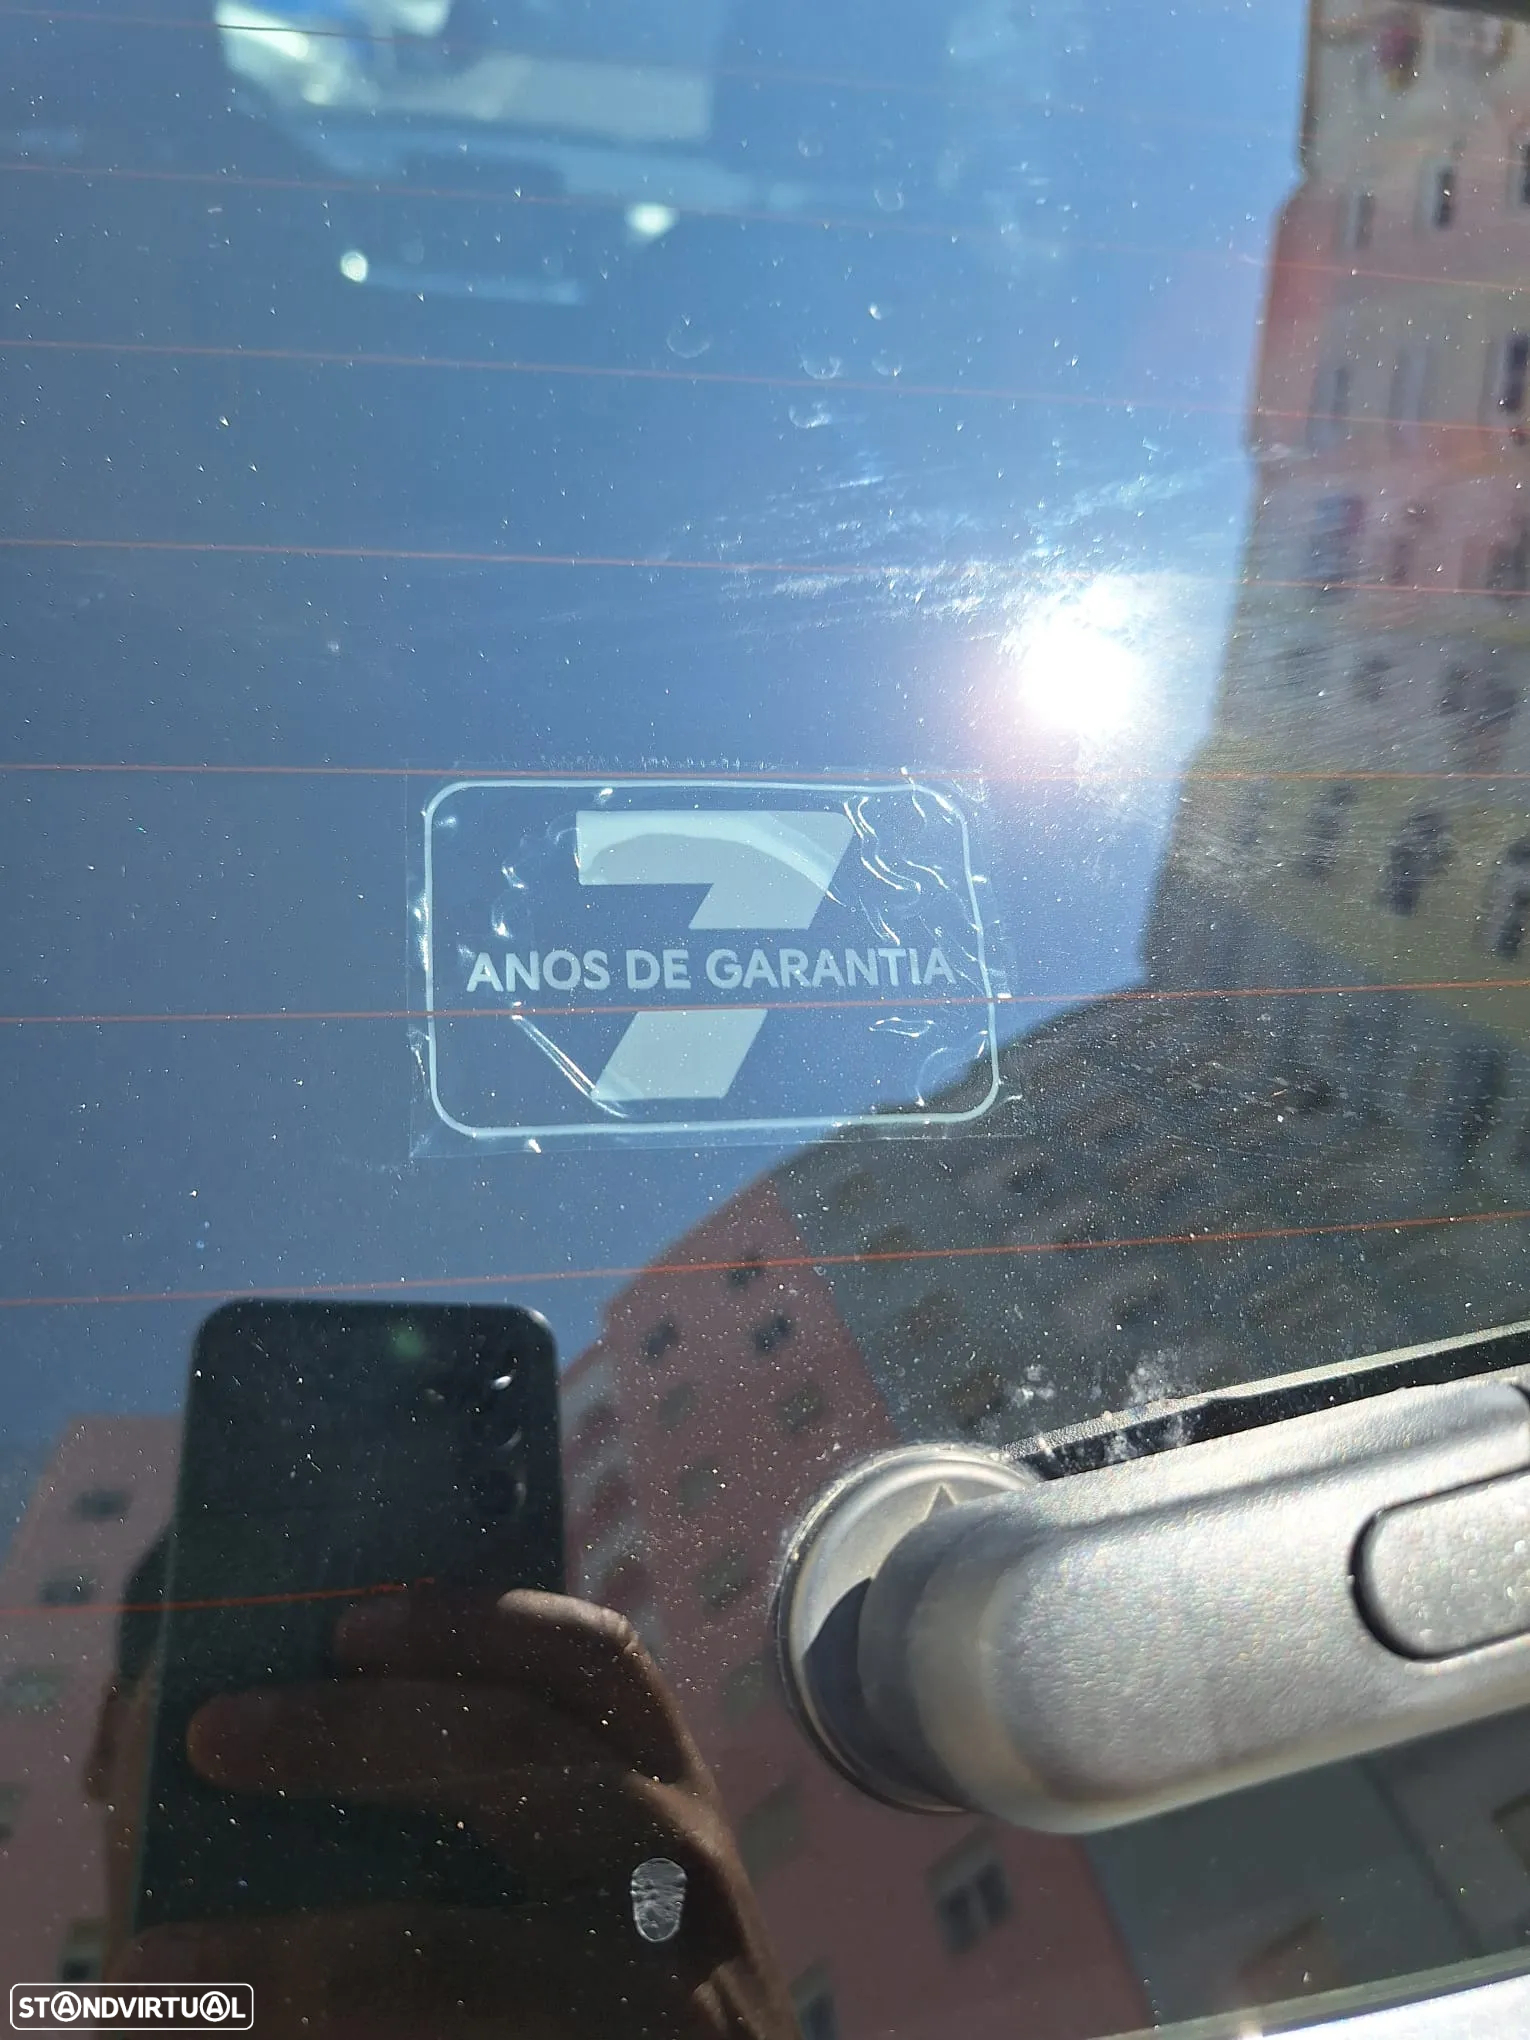 7
ANOS DE GARANTIA
STANDVIRTUAL